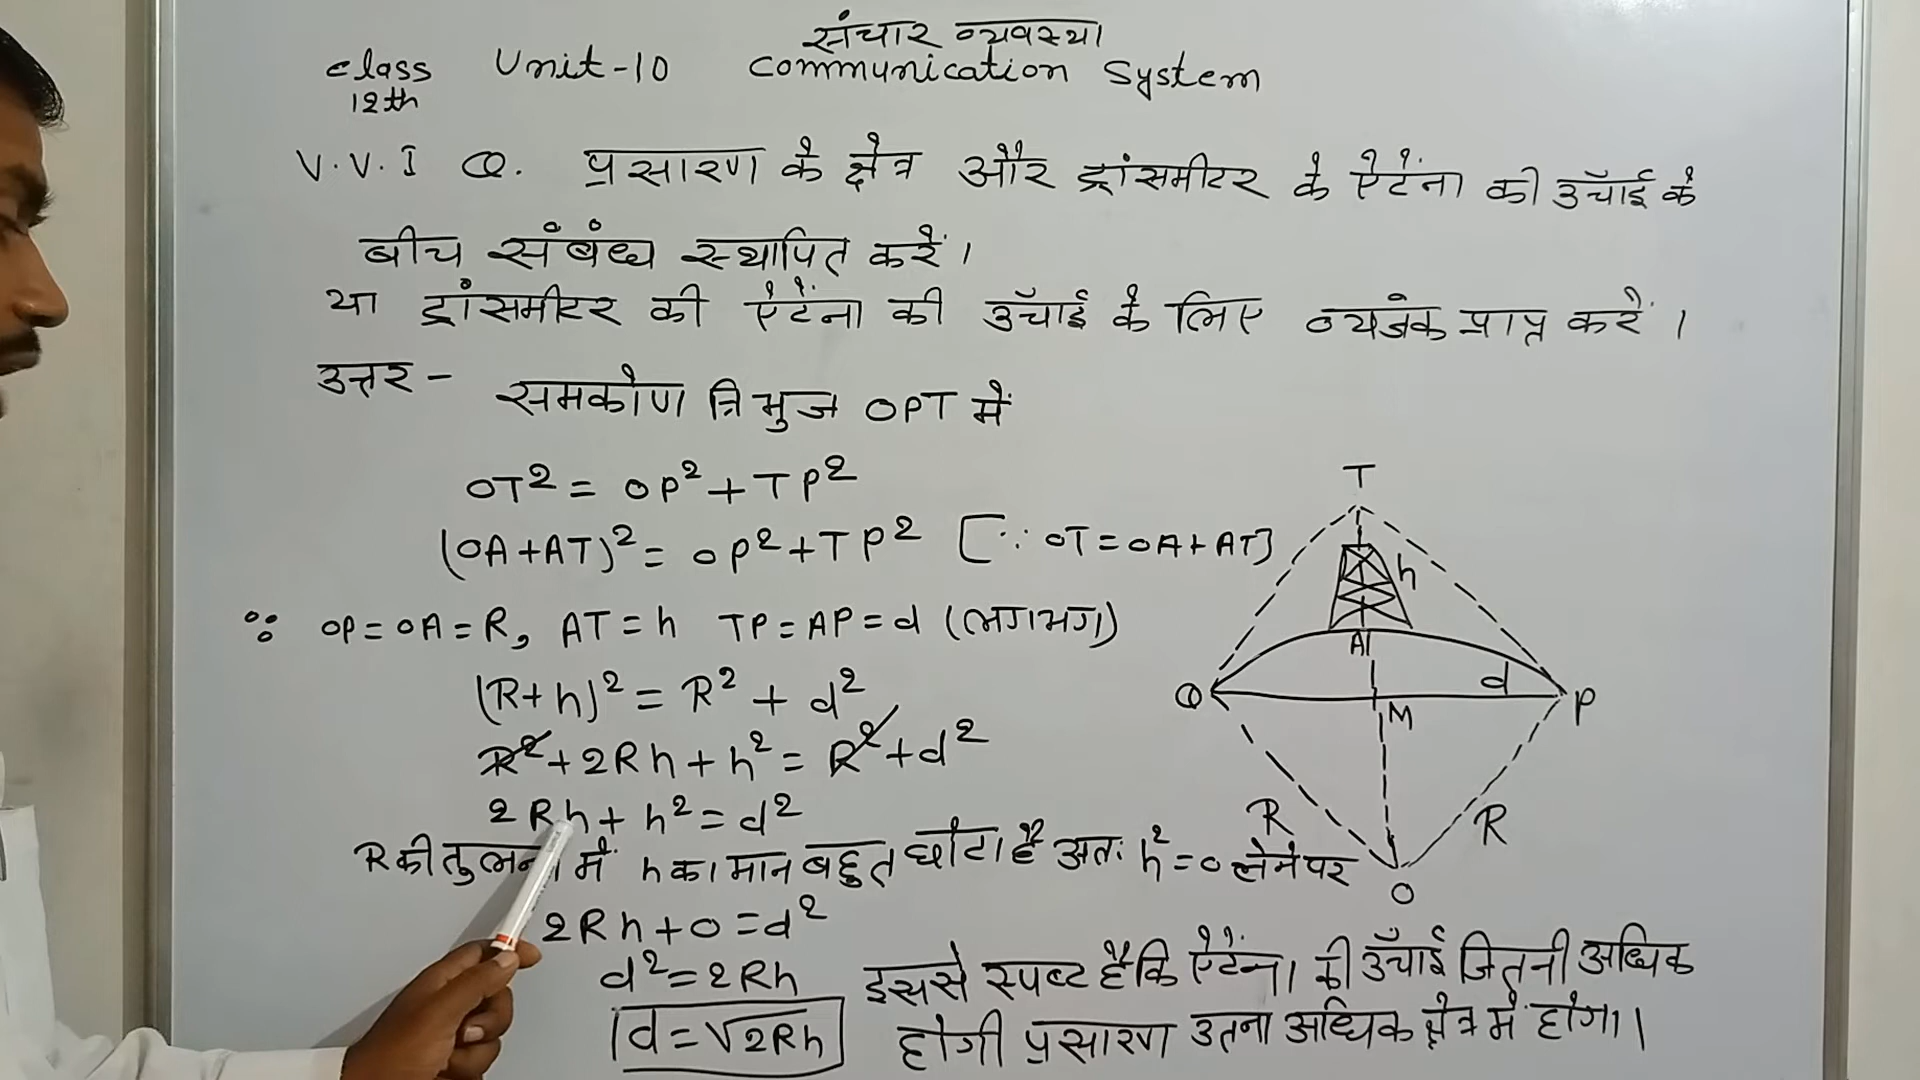 संचार व्यवस्था
class 12th Unit-10 Communication System
V.V.I Q. प्रसारण के क्षेत्र और ट्रांसमीटर के ऐंटेना की उँचाई के
बीच संबंध स्थापित करें।
या ट्रांसमीटर की ऐंटेना की उँचाई के लिए व्यंजक प्राप्त करें।
उत्तर - समकोण त्रिभुज OPT में
OT² = OP² + TP²
(OA+AT)² = OP² + TP² [∵ OT = OA + AT]
∵ OP = OA = R, AT = h TP = AP = d (लगभग)
(R+h)² = R² + d²
R² + 2Rh + h² = R² + d²
2Rh + h² = d²
R की तुलना में h का मान बहुत छोटा है अतः h² = 0 लेने पर
2Rh + 0 = d²
d² = 2Rh
d = √2Rh
इससे स्पष्ट है कि ऐंटेना की उँचाई जितनी अधिक
होगी प्रसारण उतना अधिक क्षेत्र में होगा।
T
h
A
Q
d
P
M
R
R
O